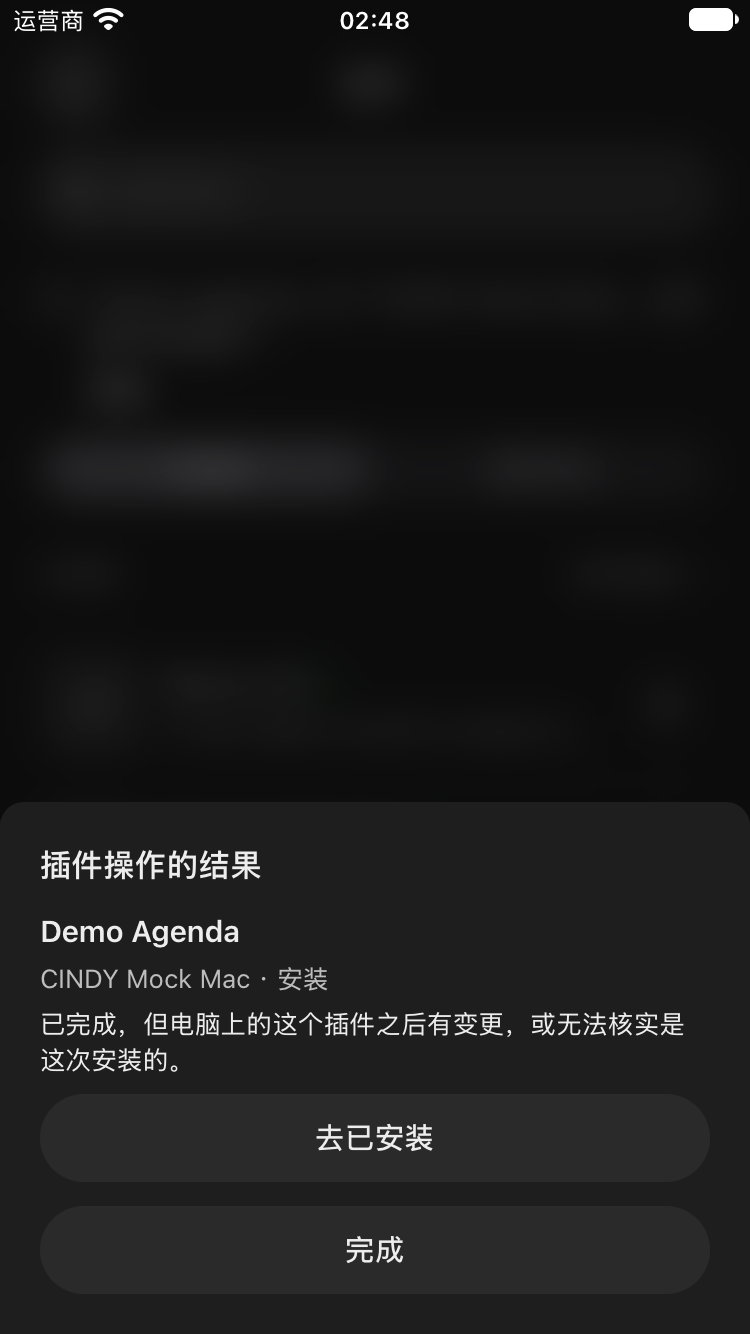 运营商
02:48
插件操作的结果
Demo Agenda
CINDY Mock Mac · 安装
已完成，但电脑上的这个插件之后有变更，或无法核实是
这次安装的。
去已安装
完成